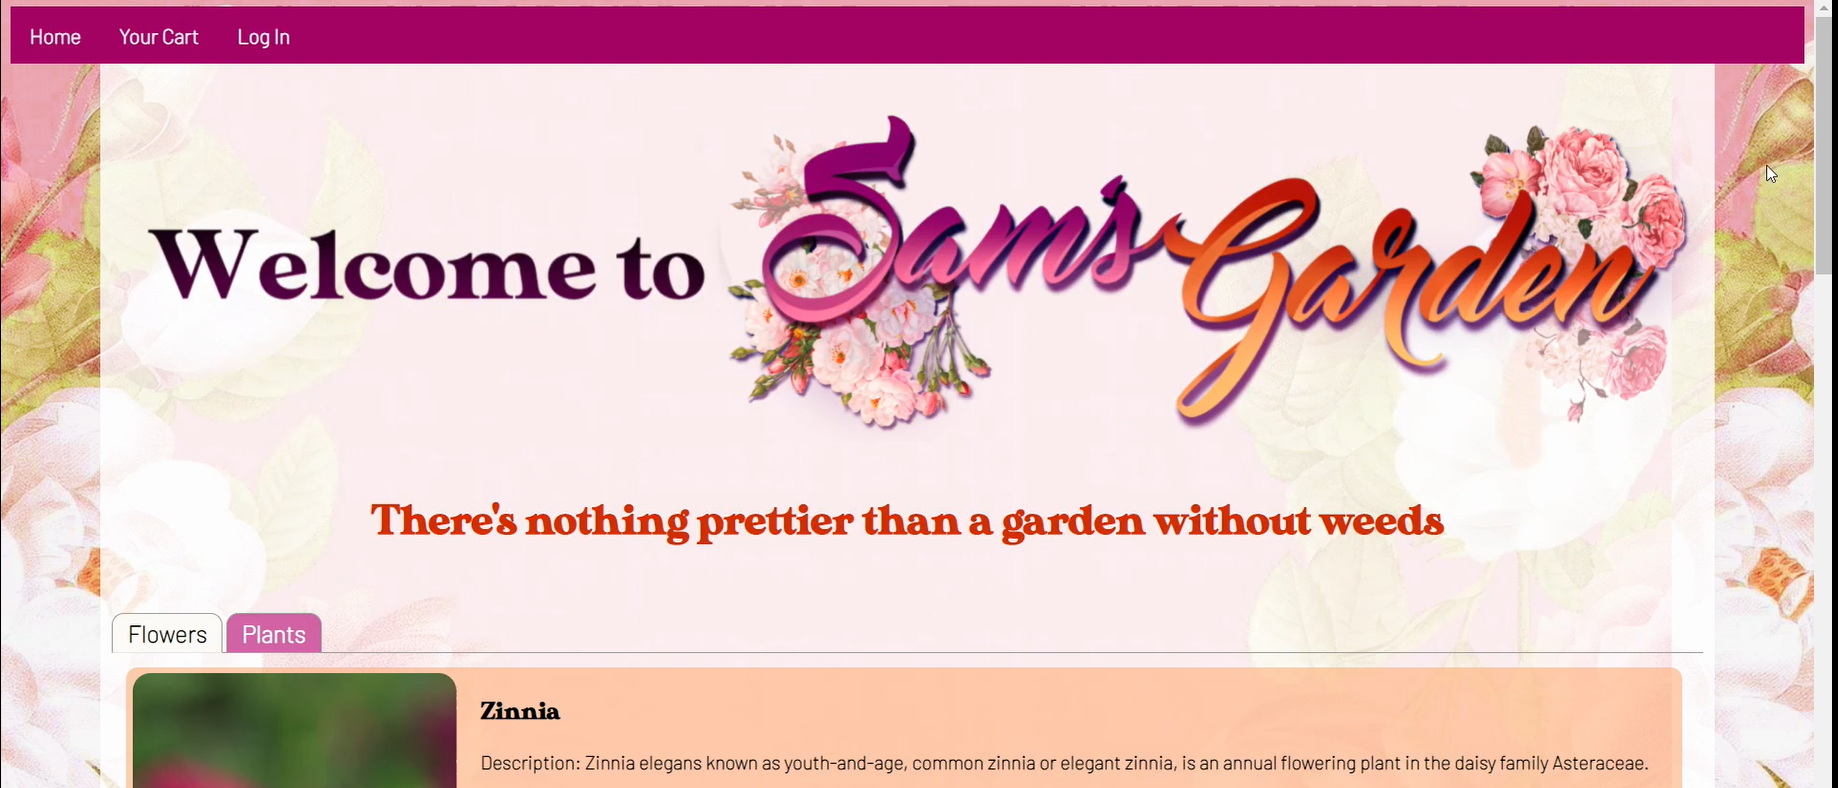 Home Your Cart Log In
Welcome to Sam's Garden
There's nothing prettier than a garden without weeds
Flowers Plants
Zinnia
Description: Zinnia elegans known as youth-and-age, common zinnia or elegant zinnia, is an annual flowering plant in the daisy family Asteraceae.